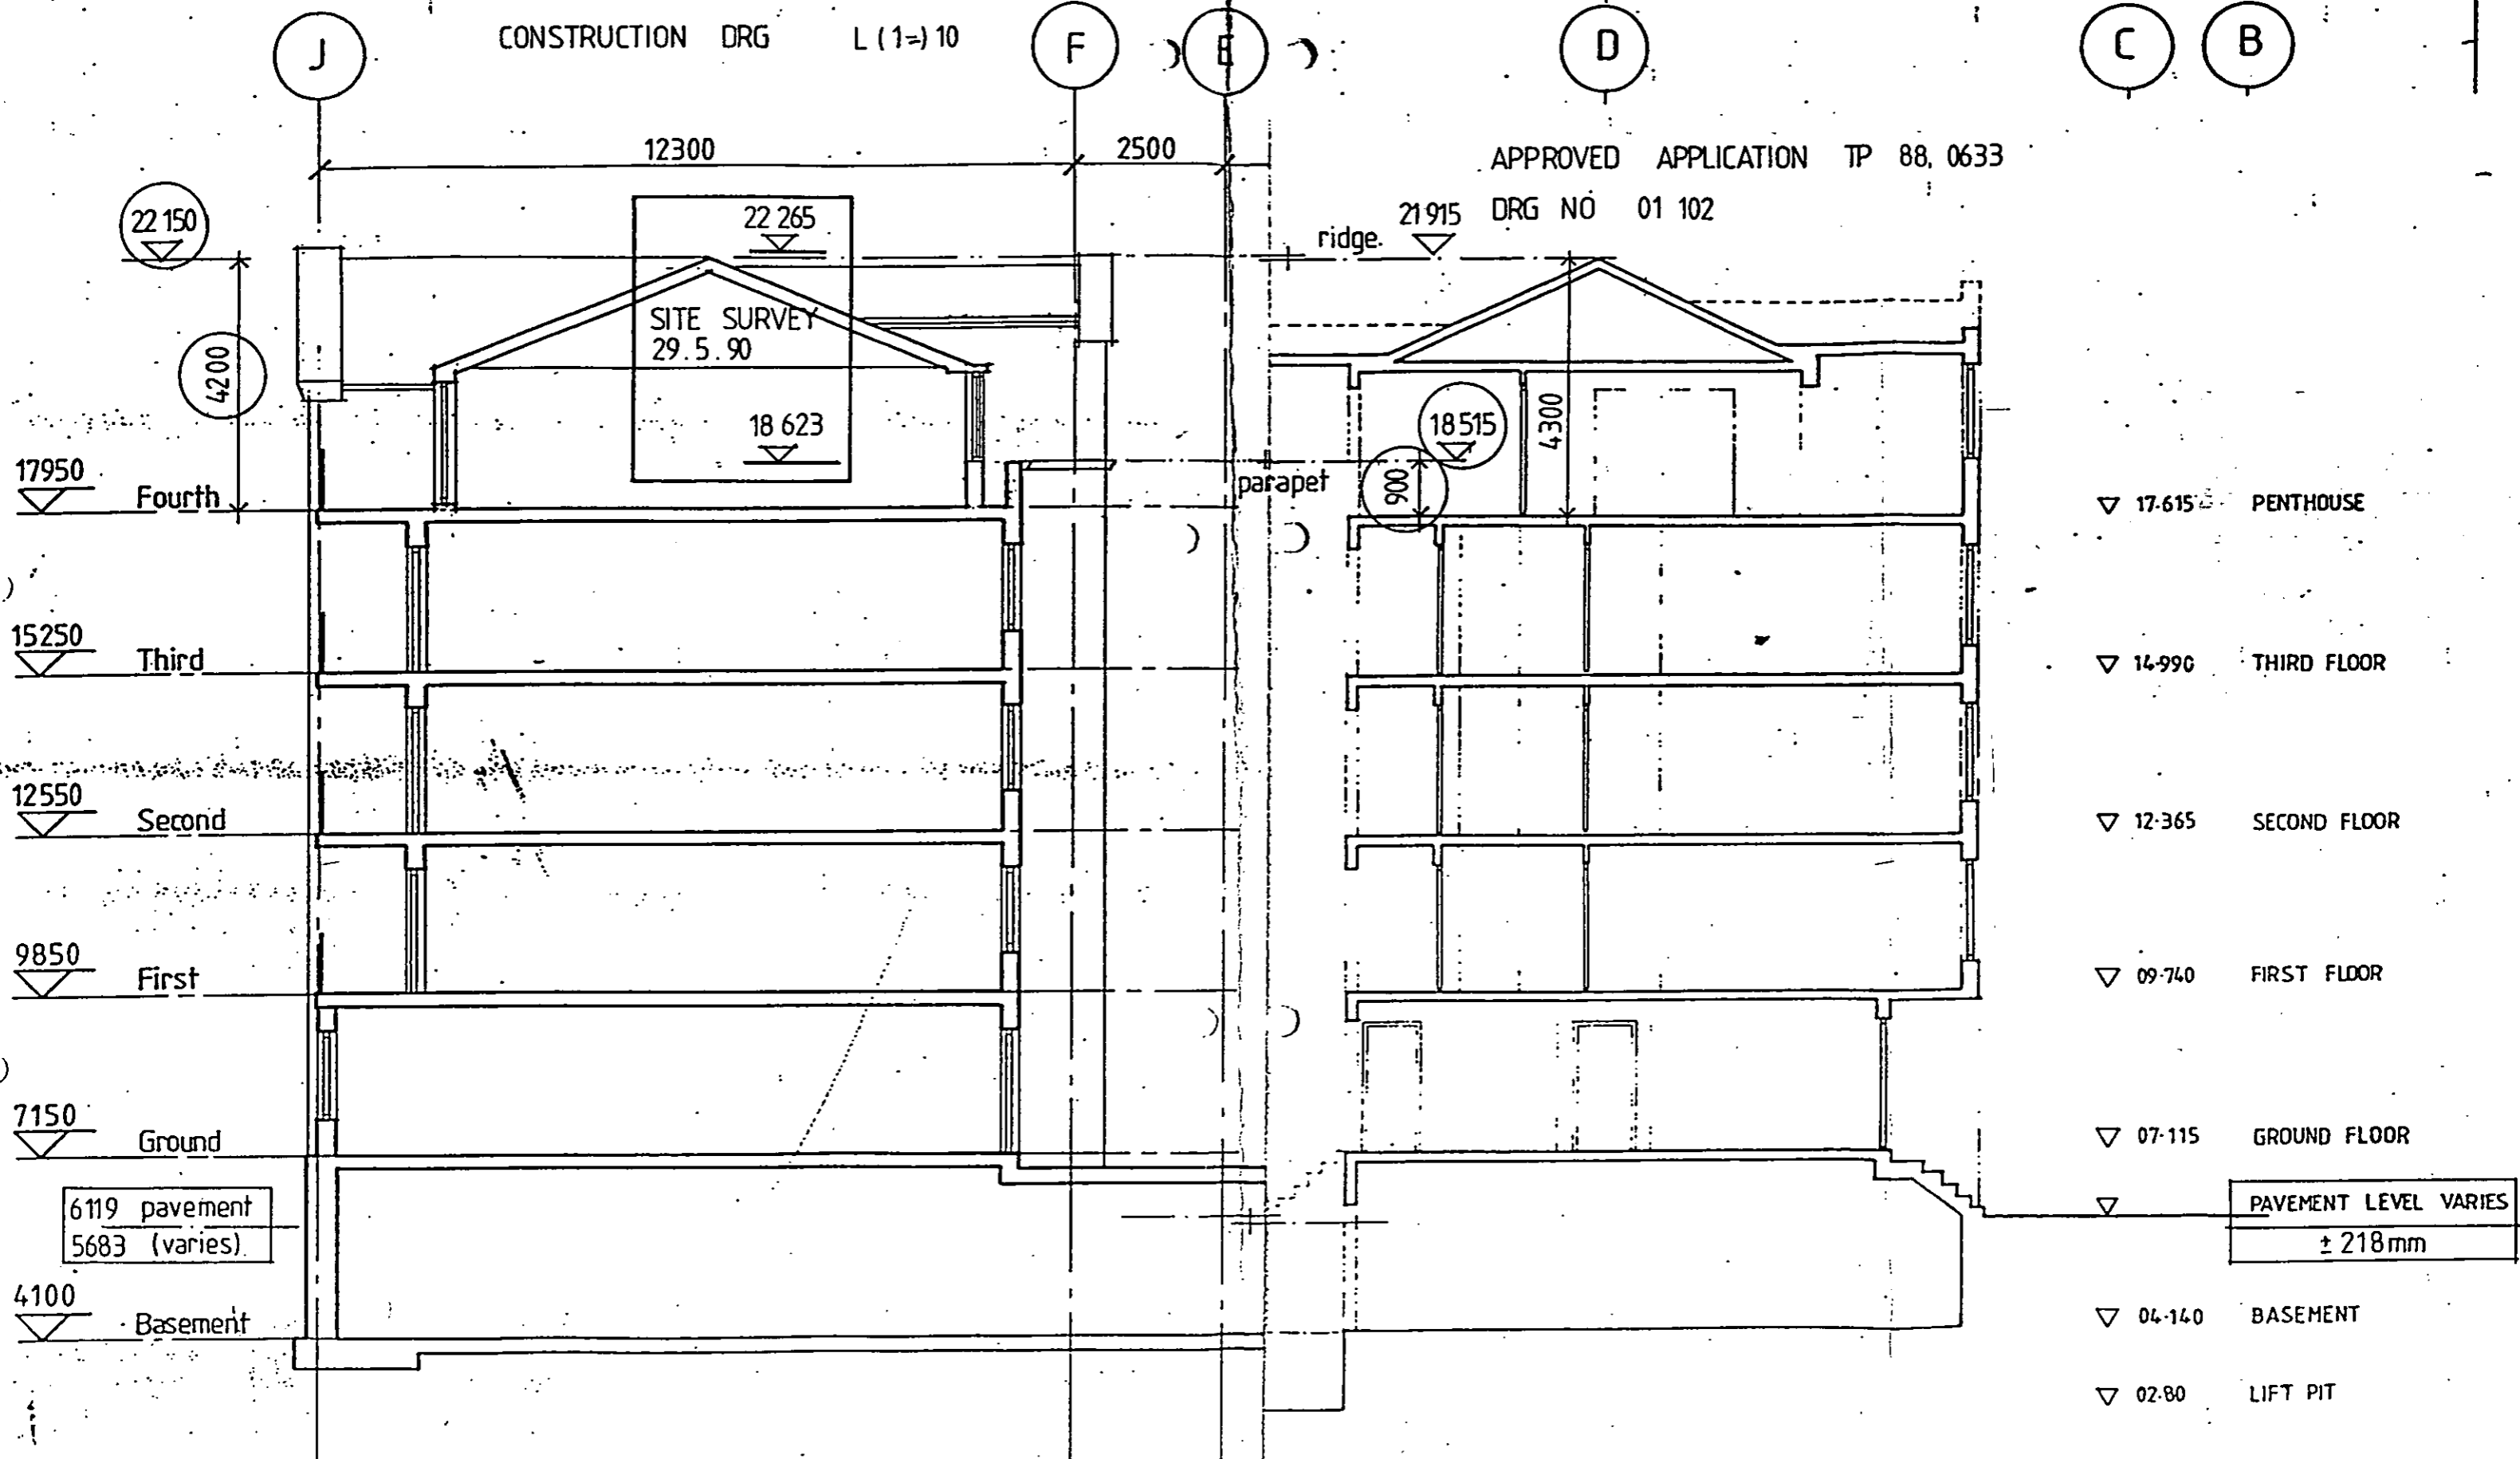 J
CONSTRUCTION DRG L (1-) 10
F
E
D
C
B
12300
2500
APPROVED APPLICATION TP 88, 0633
DRG NO 01 102
22 150
22 265
21 915
ridge.
SITE SURVEY
29.5.90
4200
18 623
18 515
4300
900
parapet
17950
Fourth
17.615
PENTHOUSE
15250
Third
14.990
THIRD FLOOR
12550
Second
12.365
SECOND FLOOR
9850
First
09.740
FIRST FLOOR
7150
Ground
07.115
GROUND FLOOR
6119 pavement
5683 (varies)
PAVEMENT LEVEL VARIES
± 218mm
4100
Basement
04.140
BASEMENT
02.80
LIFT PIT